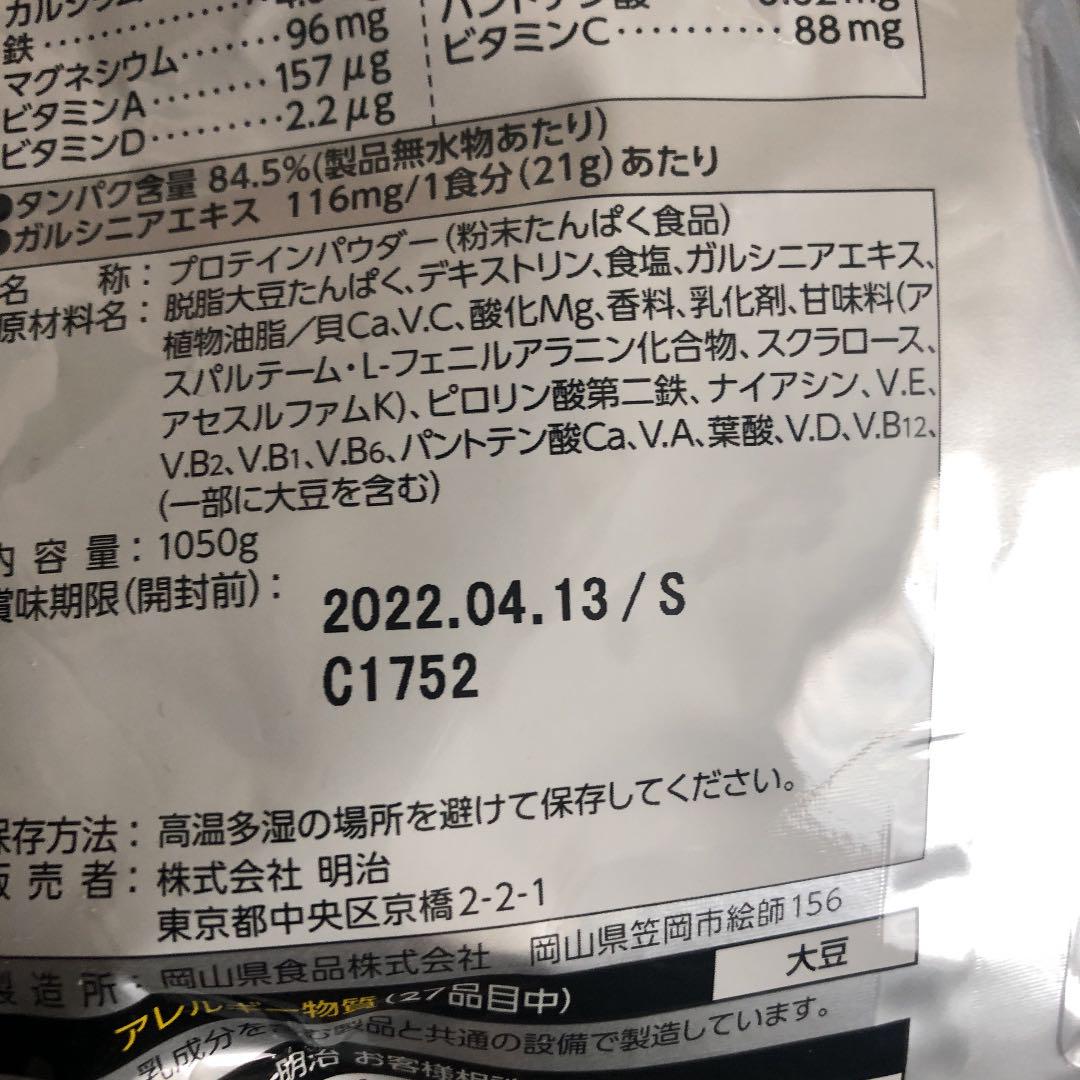 カルシウム
鉄
マグネシウム………96mg
ビタミンA………157μg
ビタミンD………2.2μg
ビタミンC………88mg
タンパク含量 84.5%(製品無水物あたり)
ガルシニアエキス 116mg/1食分(21g)あたり
名 称：プロテインパウダー(粉末たんぱく食品)
原材料名：脱脂大豆たんぱく、デキストリン、食塩、ガルシニアエキス、
植物油脂／貝Ca、V.C、酸化Mg、香料、乳化剤、甘味料(ア
スパルテーム・L-フェニルアラニン化合物、スクラロース、
アセスルファムK)、ピロリン酸第二鉄、ナイアシン、V.E、
V.B2、V.B1、V.B6、パントテン酸Ca、V.A、葉酸、V.D、V.B12、
(一部に大豆を含む)
内容量：1050g
賞味期限(開封前)：
2022.04.13/S
C1752
保存方法：高温多湿の場所を避けて保存してください。
販売者：株式会社 明治
東京都中央区京橋2-2-1
製造所：岡山県食品株式会社 岡山県笠岡市絵師156
アレルギー物質(27品目中) 大豆
乳成分を含む製品と共通の設備で製造しています。
明治 お客様相談